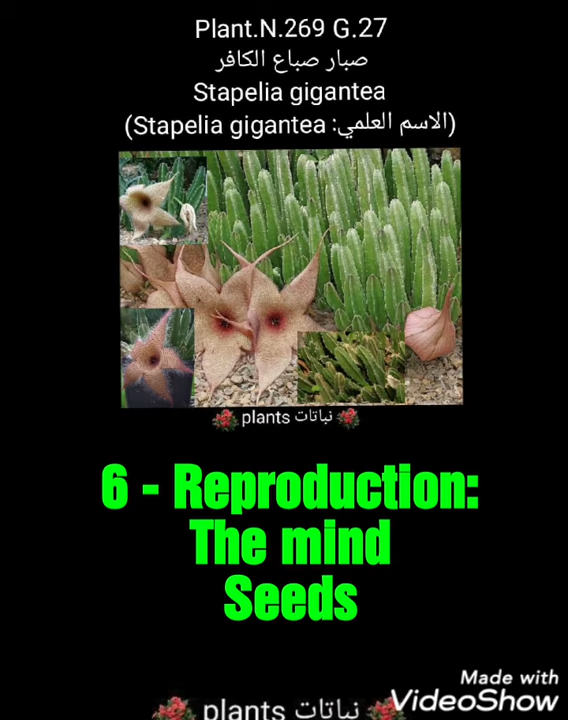 Plant.N.269 G.27
صبار صباع الكافر
Stapelia gigantea
(الاسم العلمي: Stapelia gigantea)
plants نباتات
6 - Reproduction:
The mind
Seeds
Made with
VideoShow
plants نباتات